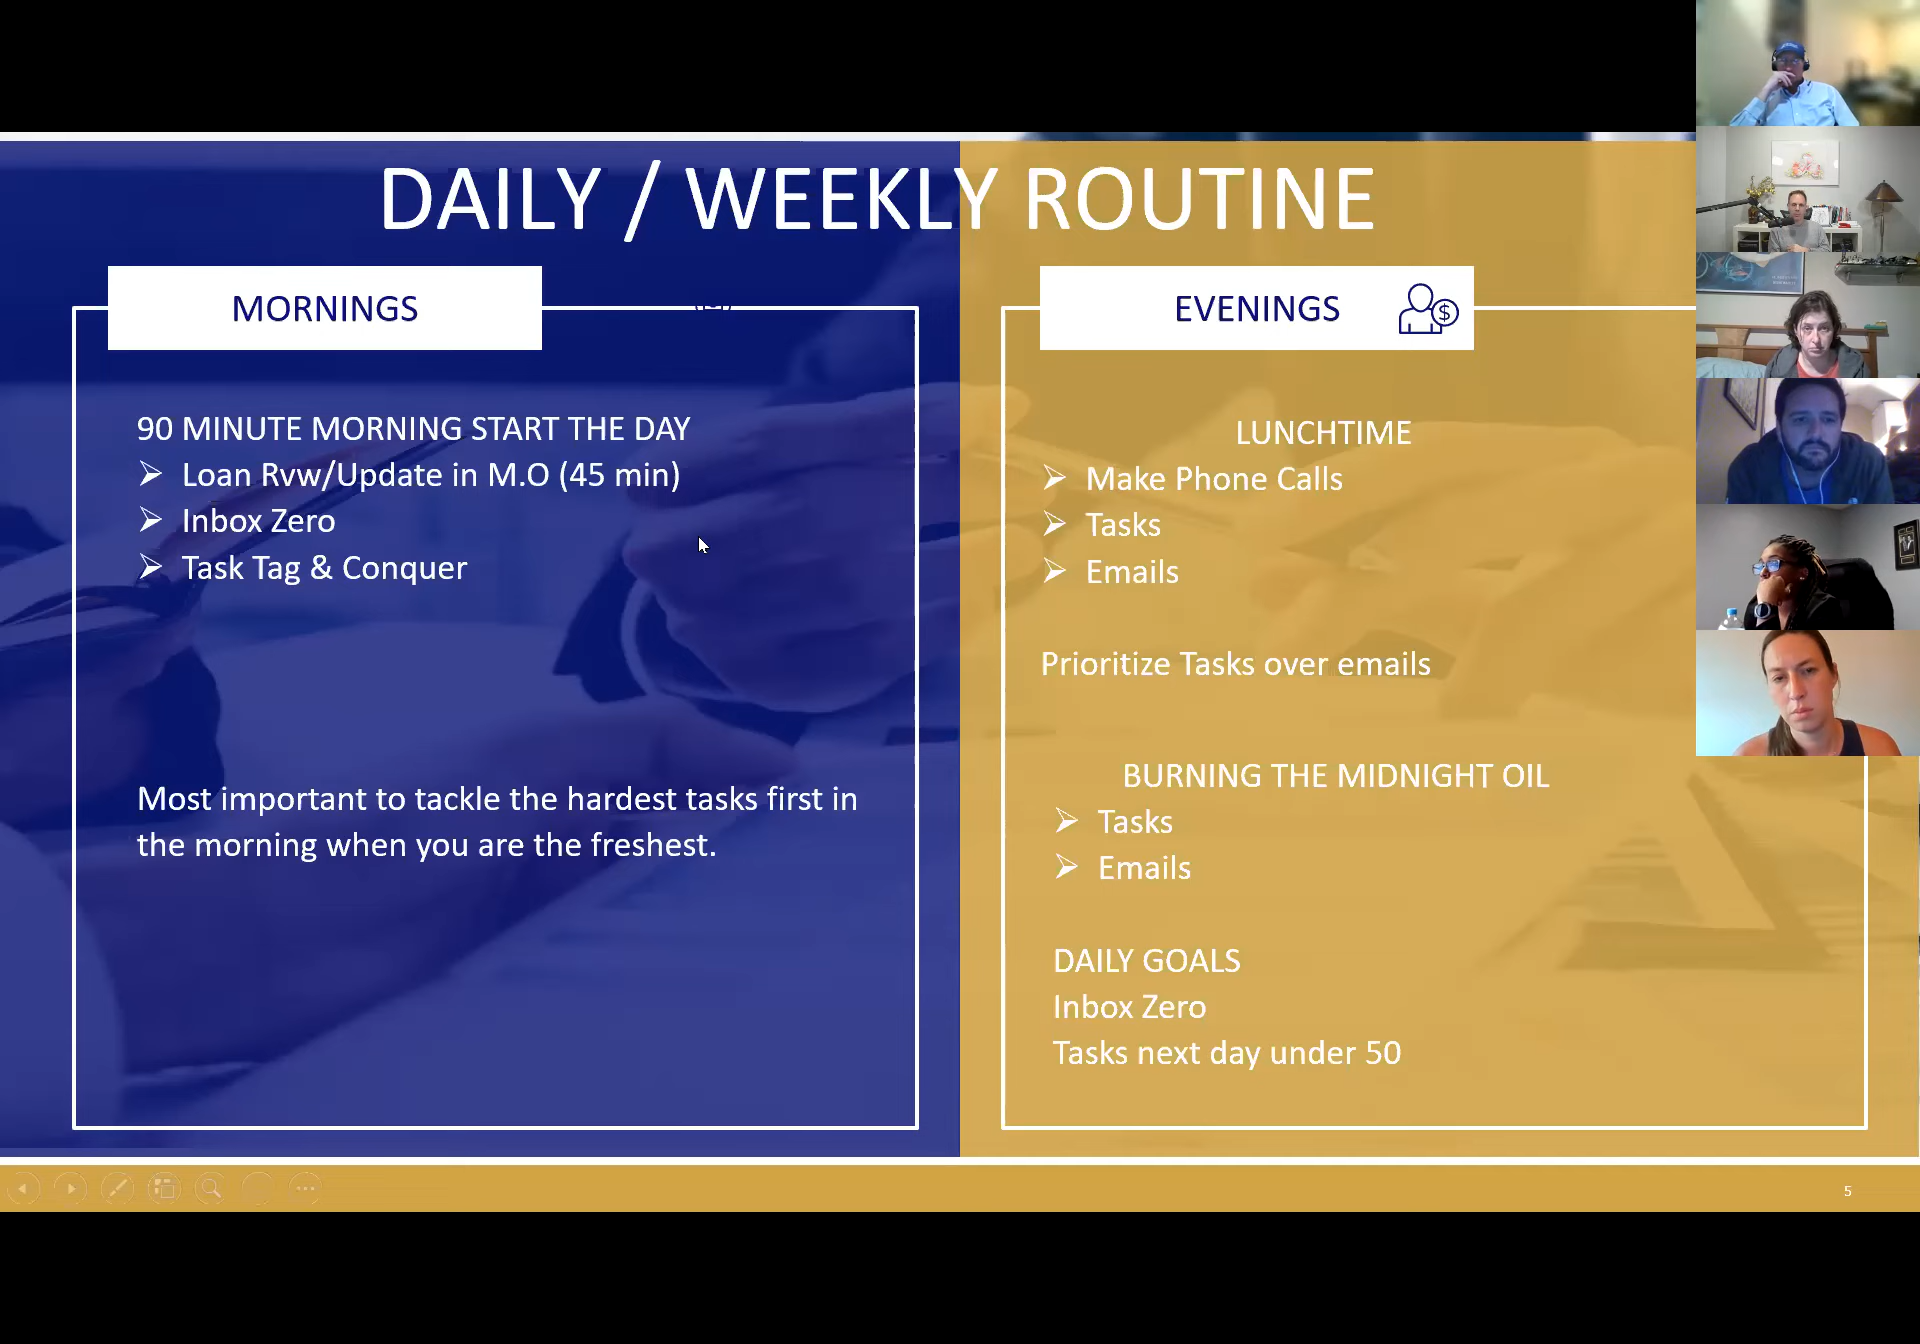 DAILY / WEEKLY ROUTINE
MORNINGS
90 MINUTE MORNING START THE DAY
➢ Loan Rvw/Update in M.O (45 min)
➢ Inbox Zero
➢ Task Tag & Conquer
Most important to tackle the hardest tasks first in
the morning when you are the freshest.
EVENINGS
$
LUNCHTIME
➢ Make Phone Calls
➢ Tasks
➢ Emails
Prioritize Tasks over emails
BURNING THE MIDNIGHT OIL
➢ Tasks
➢ Emails
DAILY GOALS
Inbox Zero
Tasks next day under 50
5